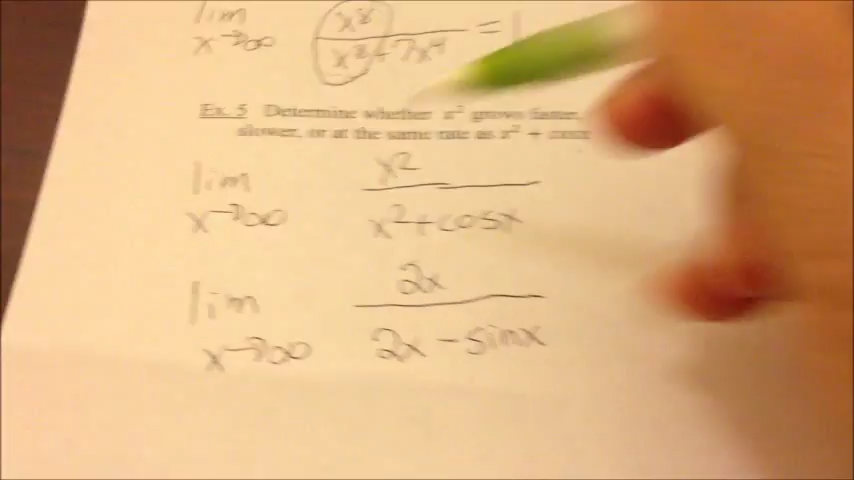 lim x⁸
x→∞ x⁸+7x⁴ = 1
Ex. 5 Determine whether x² grows faster,
slower, or at the same rate as x² + cosx
lim x²
x→∞ x²+cosx
lim 2x
x→∞ 2x-sinx